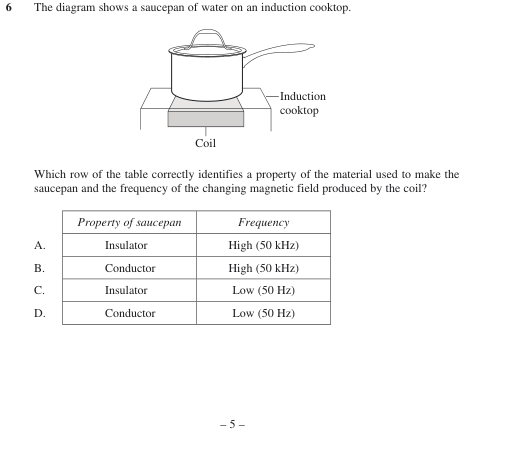 6 The diagram shows a saucepan of water on an induction cooktop.
Induction
cooktop
Coil
Which row of the table correctly identifies a property of the material used to make the
saucepan and the frequency of the changing magnetic field produced by the coil?
Property of saucepan Frequency
A. Insulator High (50 kHz)
B. Conductor High (50 kHz)
C. Insulator Low (50 Hz)
D. Conductor Low (50 Hz)
– 5 –